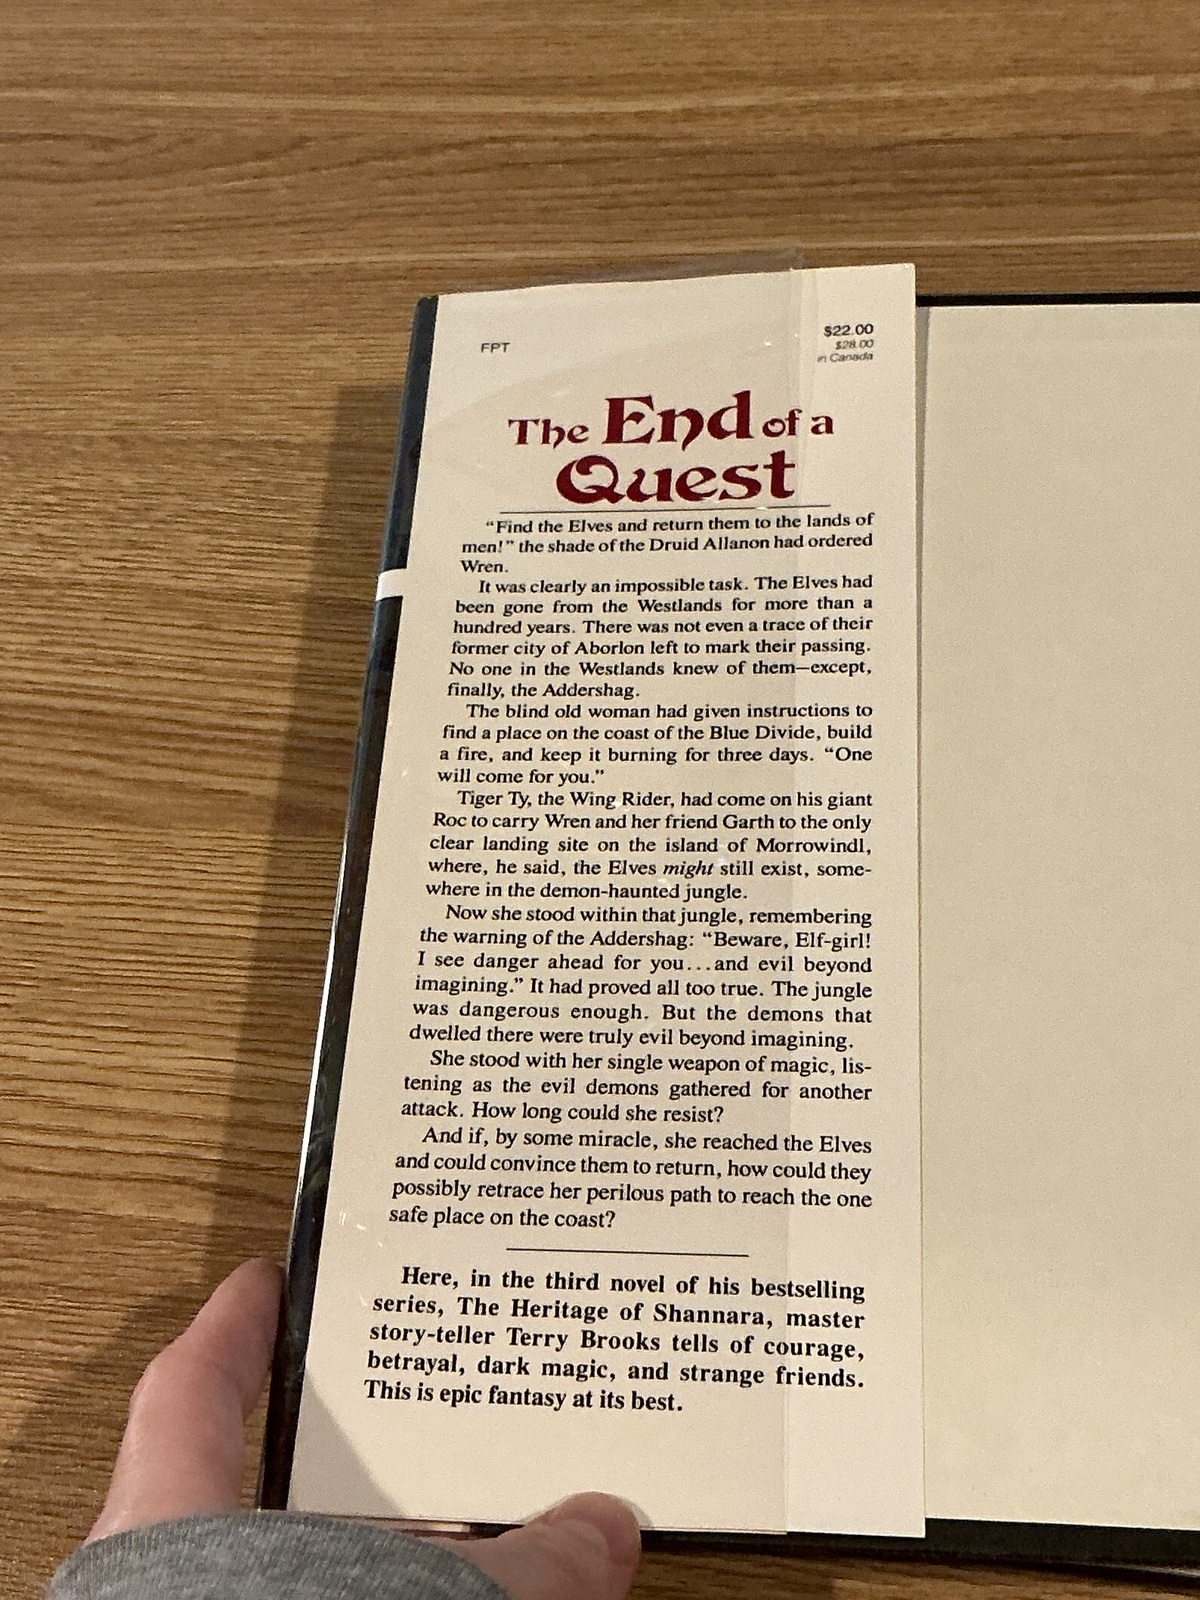 FPT
$22.00
$28.00
in Canada
The End of a
Quest
“Find the Elves and return them to the lands of
men!” the shade of the Druid Allanon had ordered
Wren.
It was clearly an impossible task. The Elves had
been gone from the Westlands for more than a
hundred years. There was not even a trace of their
former city of Aborlon left to mark their passing.
No one in the Westlands knew of them—except,
finally, the Addershag.
The blind old woman had given instructions to
find a place on the coast of the Blue Divide, build
a fire, and keep it burning for three days. “One
will come for you.”
Tiger Ty, the Wing Rider, had come on his giant
Roc to carry Wren and her friend Garth to the only
clear landing site on the island of Morrowindl,
where, he said, the Elves might still exist, some-
where in the demon-haunted jungle.
Now she stood within that jungle, remembering
the warning of the Addershag: “Beware, Elf-girl!
I see danger ahead for you...and evil beyond
imagining.” It had proved all too true. The jungle
was dangerous enough. But the demons that
dwelled there were truly evil beyond imagining.
She stood with her single weapon of magic, lis-
tening as the evil demons gathered for another
attack. How long could she resist?
And if, by some miracle, she reached the Elves
and could convince them to return, how could they
possibly retrace her perilous path to reach the one
safe place on the coast?
Here, in the third novel of his bestselling
series, The Heritage of Shannara, master
story-teller Terry Brooks tells of courage,
betrayal, dark magic, and strange friends.
This is epic fantasy at its best.